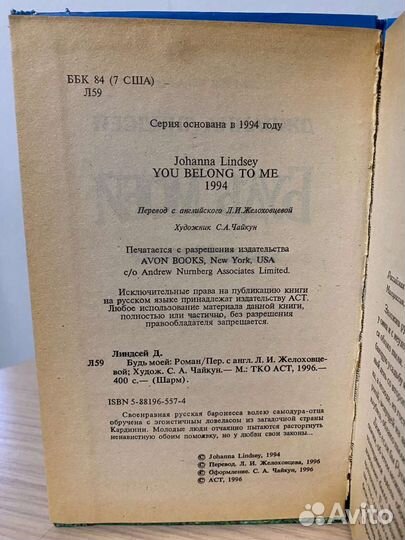 ББК 84 (7 США)
Л59
Серия основана в 1994 году
Johanna Lindsey
YOU BELONG TO ME
1994
Перевод с английского Л.И.Желоховцевой
Художник С.А.Чайкун
Печатается с разрешения издательства
AVON BOOKS, New York, USA
c/o Andrew Nurnberg Associates Limited.
Исключительные права на публикацию книги
на русском языке принадлежат издательству АСТ.
Любое использование материала данной книги,
полностью или частично, без разрешения
правообладателя запрещается.
Линдсей Д.
Л59 Будь моей: Роман/Пер. с англ. Л. И. Желоховце-
вой; Худож. С. А. Чайкун.— М.: ТКО АСТ, 1996.—
400 с.— (Шарм).
ISBN 5-88196-557-4
Своенравная русская баронесса волею самодура-отца
обручена с эгоистичным ловеласом из загадочной страны
Кардинии. Молодые люди отчаянно пытаются расторгнуть
ненавистную обоим помолвку, но у любви свои законы...
© Johanna Lindsey, 1994
© Перевод. Л. И. Желоховцева, 1996
© Оформление. С. А. Чайкун, 1996
© АСТ, 1996
Avito